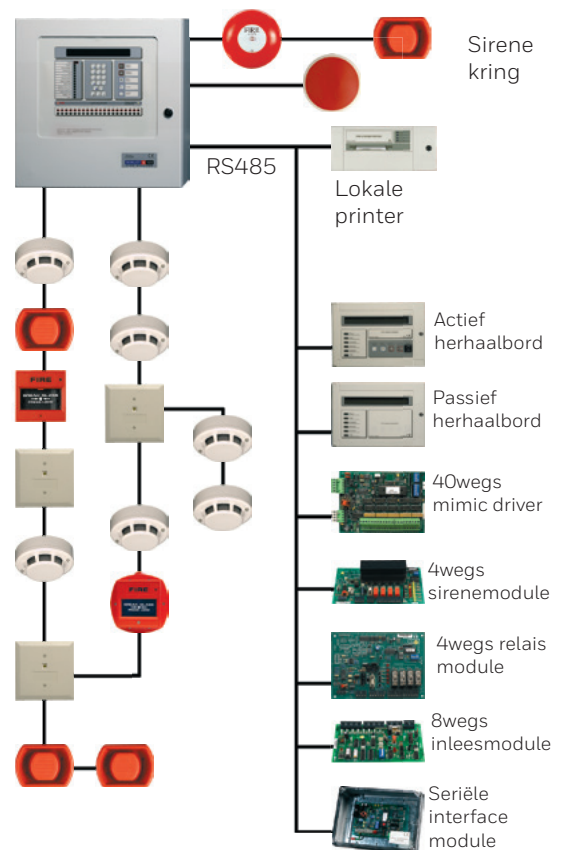 FIRE
Sirene
kring
RS485
Lokale
printer
FIRE
Actief
herhaalbord
Passief
herhaalbord
40wegs
mimic driver
4wegs
sirenemodule
FIRE
4wegs relais
module
8wegs
inleesmodule
Seriële
interface
module